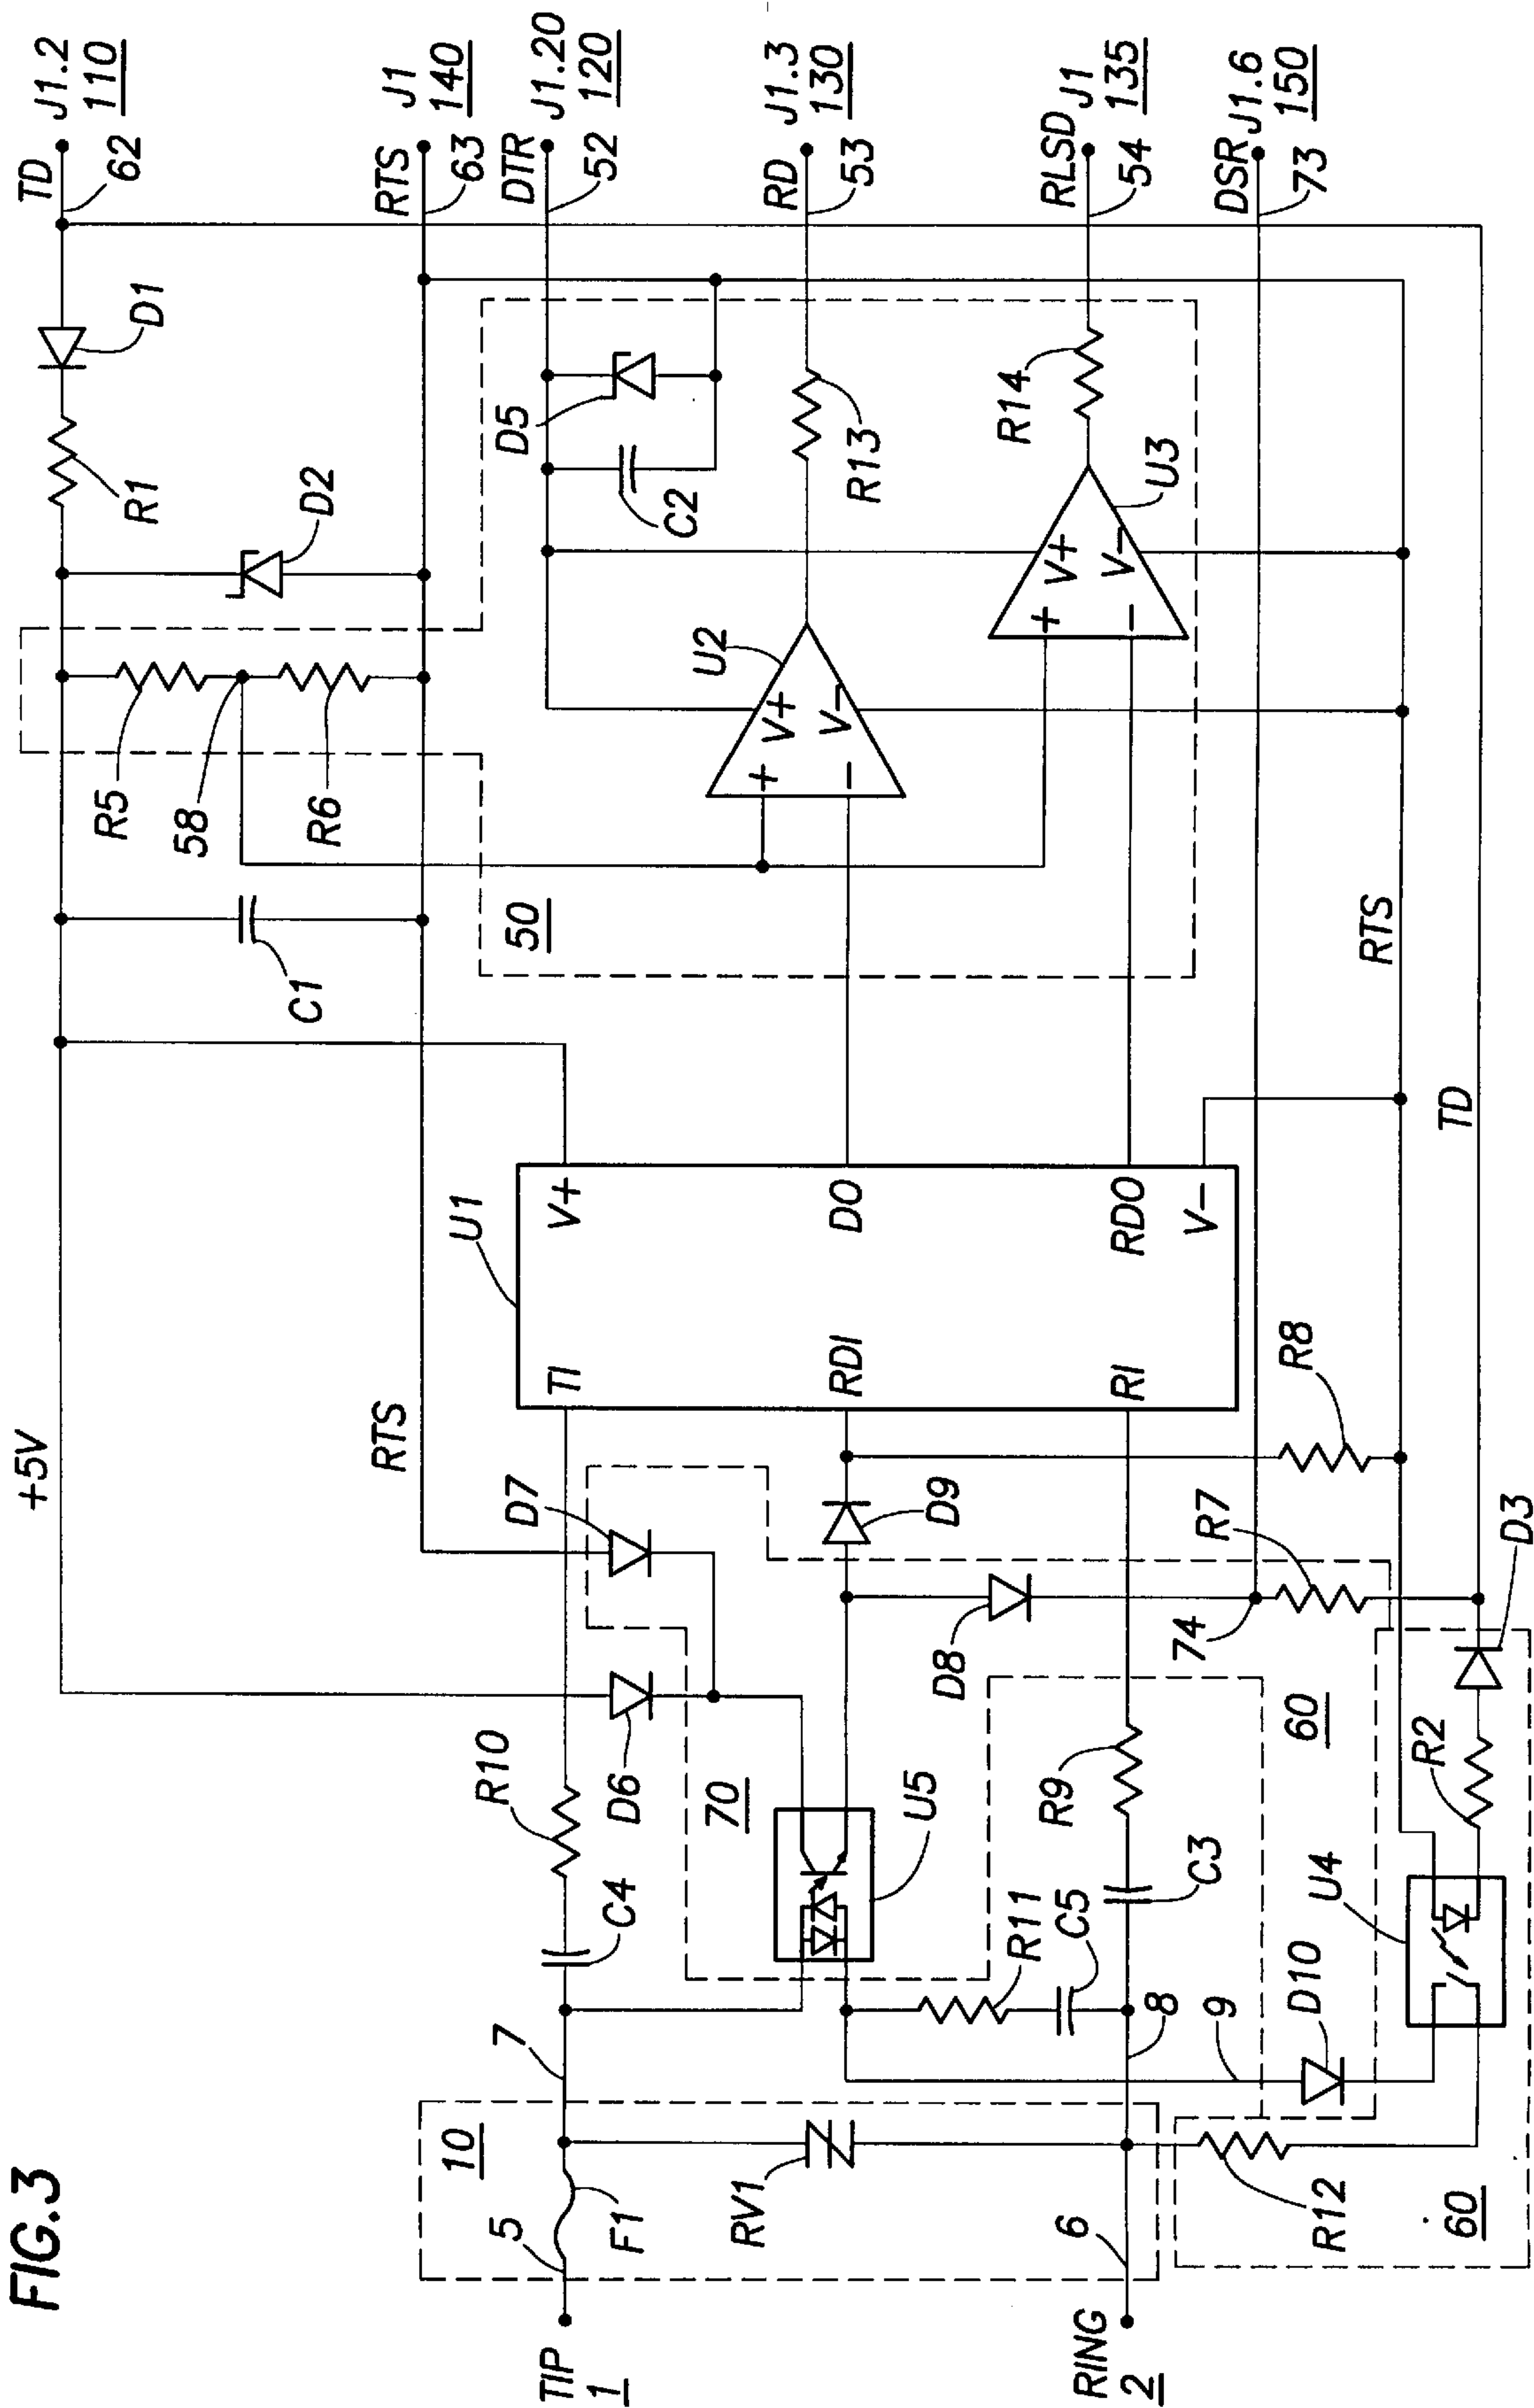 FIG.3
+5V
TD
J1.2
110
62
D1
R1
D2
R5
58
R6
C1
RTS
J1
140
63
DTR
J1.20
120
52
RD
J1.3
130
53
RLSD
J1
135
54
DSR
J1.6
150
73
D5
C2
R13
R14
U2
V+
V−
+
−
U3
V+
V−
+
−
50
RTS
TD
U1
TI
V+
RDI
DO
RI
RDO
V−
RTS
D7
D6
R10
C4
70
U5
D9
D8
R8
R7
74
D3
R9
C3
R11
C5
60
R2
U4
D10
7
8
9
10
5
F1
RV1
6
R12
60
TIP
1
RING
2